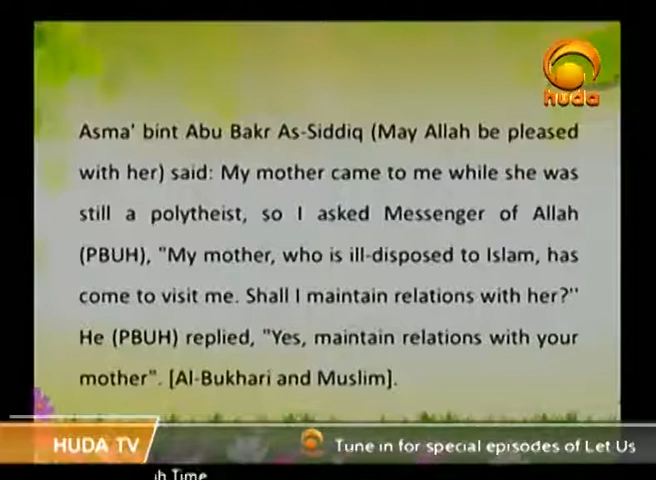 huda
Asma' bint Abu Bakr As-Siddiq (May Allah be pleased
with her) said: My mother came to me while she was
still a polytheist, so I asked Messenger of Allah
(PBUH), "My mother, who is ill-disposed to Islam, has
come to visit me. Shall I maintain relations with her?''
He (PBUH) replied, "Yes, maintain relations with your
mother". [Al-Bukhari and Muslim].
HUDA TV
Tune in for special episodes of Let Us
Time